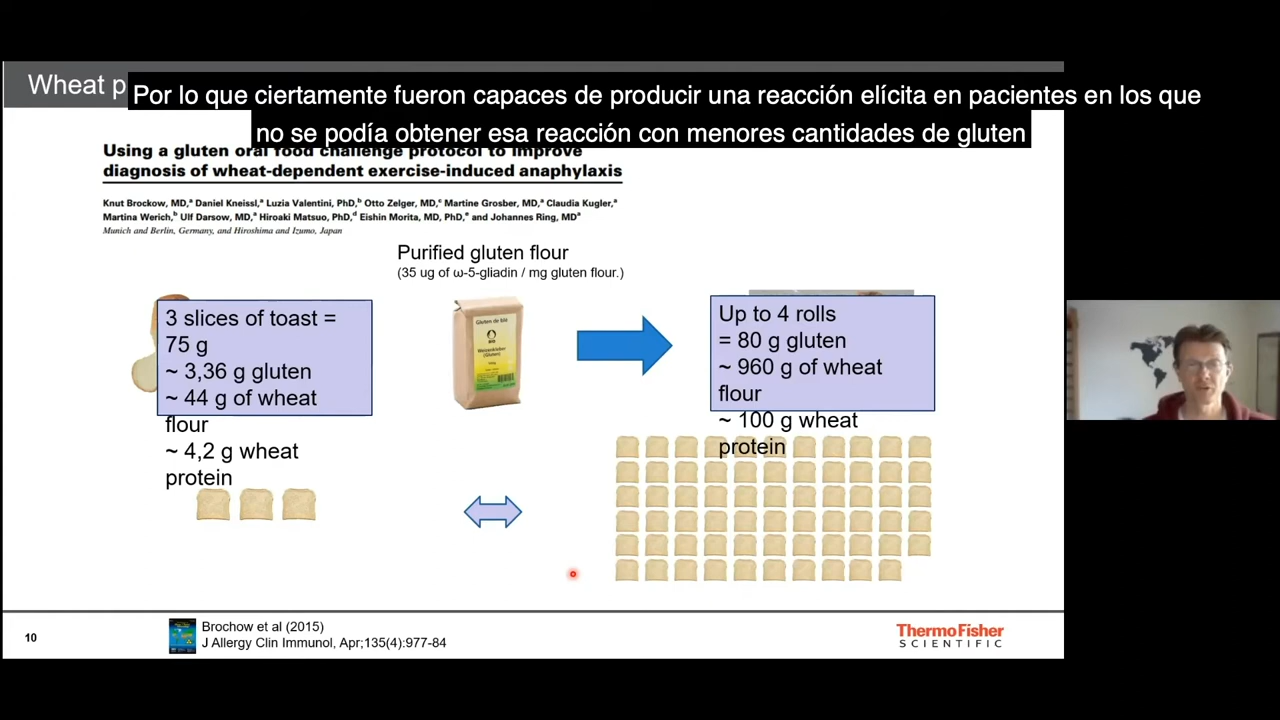 Wheat p
Por lo que ciertamente fueron capaces de producir una reacción elícita en pacientes en los que
no se podía obtener esa reacción con menores cantidades de gluten
Using a gluten oral food challenge protocol to improve
diagnosis of wheat-dependent exercise-induced anaphylaxis
Knut Brockow, MD,ᵃ Daniel Kneissl,ᵃ Luzia Valentini, PhD,ᵇ Otto Zelger, MD,ᶜ Martine Grosber, MD,ᵃ Claudia Kugler,ᵃ
Martina Werich,ᵇ Ulf Darsow, MD,ᵃ Hiroaki Matsuo, PhD,ᵈ Eishin Morita, MD, PhD,ᵉ and Johannes Ring, MDᵃ
Munich and Berlin, Germany, and Hiroshima and Izumo, Japan
Purified gluten flour
(35 ug of ω-5-gliadin / mg gluten flour.)
3 slices of toast =
75 g
~ 3,36 g gluten
~ 44 g of wheat
flour
~ 4,2 g wheat
protein
Gluten de blé
BIO
Weizenkleber
(Gluten)
Up to 4 rolls
= 80 g gluten
~ 960 g of wheat
flour
~ 100 g wheat
protein
10
Brochow et al (2015)
J Allergy Clin Immunol, Apr;135(4):977-84
ThermoFisher
SCIENTIFIC